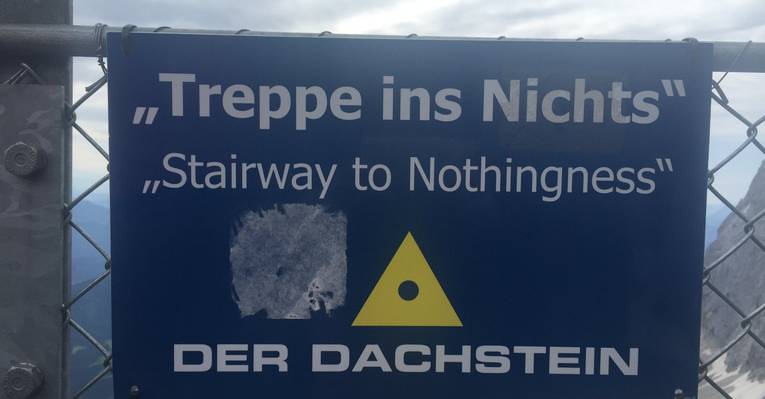 „Treppe ins Nichts“
„Stairway to Nothingness“
DER DACHSTEIN